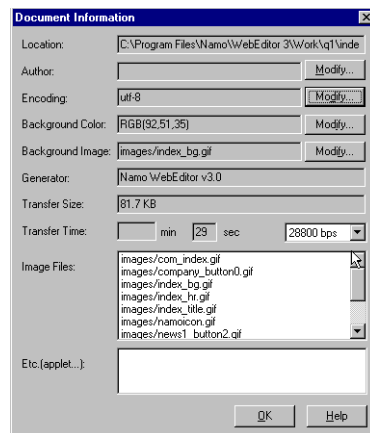 Document Information
Location: C:\Program Files\Namo\WebEditor 3\Work\q1\inde
Author: Modify...
Encoding: utf-8 Modify...
Background Color: RGB(92,51,35) Modify...
Background Image: images/index_bg.gif Modify...
Generator: Namo WebEditor v3.0
Transfer Size: 81.7 KB
Transfer Time: min 29 sec 28800 bps
Image Files: images/com_index.gif
images/company_button0.gif
images/index_bg.gif
images/index_hr.gif
images/index_title.gif
images/namoicon.gif
images/news1_button2.gif
Etc.(applet...):
OK Help